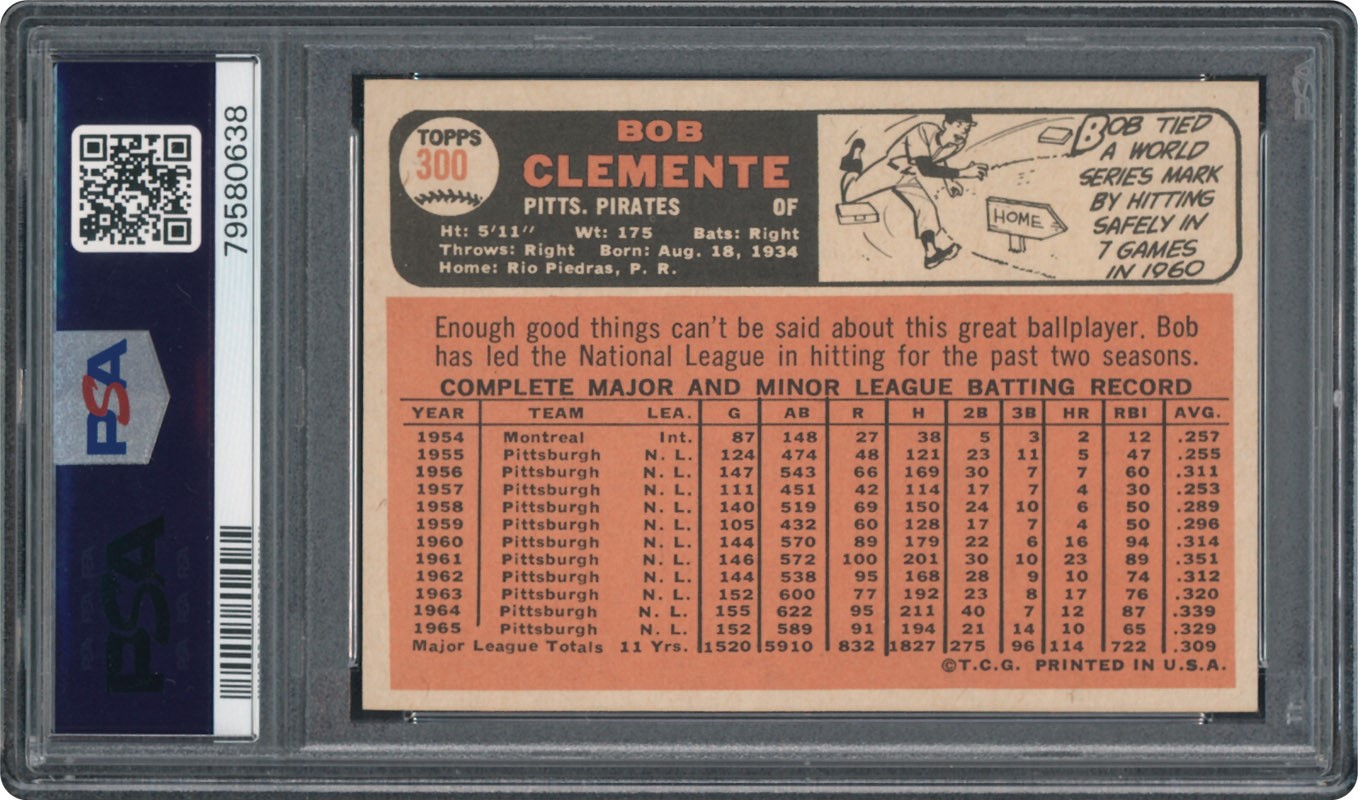 79580638
PSA
PSA
TOPPS
300
BOB
CLEMENTE
PITTS. PIRATES OF
Ht: 5'11" Wt: 175 Bats: Right
Throws: Right Born: Aug. 18, 1934
Home: Rio Piedras, P. R.
HOME
BOB TIED
A WORLD
SERIES MARK
BY HITTING
SAFELY IN
7 GAMES
IN 1960
Enough good things can't be said about this great ballplayer. Bob
has led the National League in hitting for the past two seasons.
COMPLETE MAJOR AND MINOR LEAGUE BATTING RECORD
YEAR TEAM LEA. G AB R H 2B 3B HR RBI AVG.
1954 Montreal Int. 87 148 27 38 5 3 2 12 .257
1955 Pittsburgh N. L. 124 474 48 121 23 11 5 47 .255
1956 Pittsburgh N. L. 147 543 66 169 30 7 7 60 .311
1957 Pittsburgh N. L. 111 451 42 114 17 7 4 30 .253
1958 Pittsburgh N. L. 140 519 69 150 24 10 6 50 .289
1959 Pittsburgh N. L. 105 432 60 128 17 7 4 50 .296
1960 Pittsburgh N. L. 144 570 89 179 22 6 16 94 .314
1961 Pittsburgh N. L. 146 572 100 201 30 10 23 89 .351
1962 Pittsburgh N. L. 144 538 95 168 28 9 10 74 .312
1963 Pittsburgh N. L. 152 600 77 192 23 8 17 76 .320
1964 Pittsburgh N. L. 155 622 95 211 40 7 12 87 .339
1965 Pittsburgh N. L. 152 589 91 194 21 14 10 65 .329
Major League Totals 11 Yrs. 1520 5910 832 1827 275 96 114 722 .309
©T.C.G. PRINTED IN U.S.A.